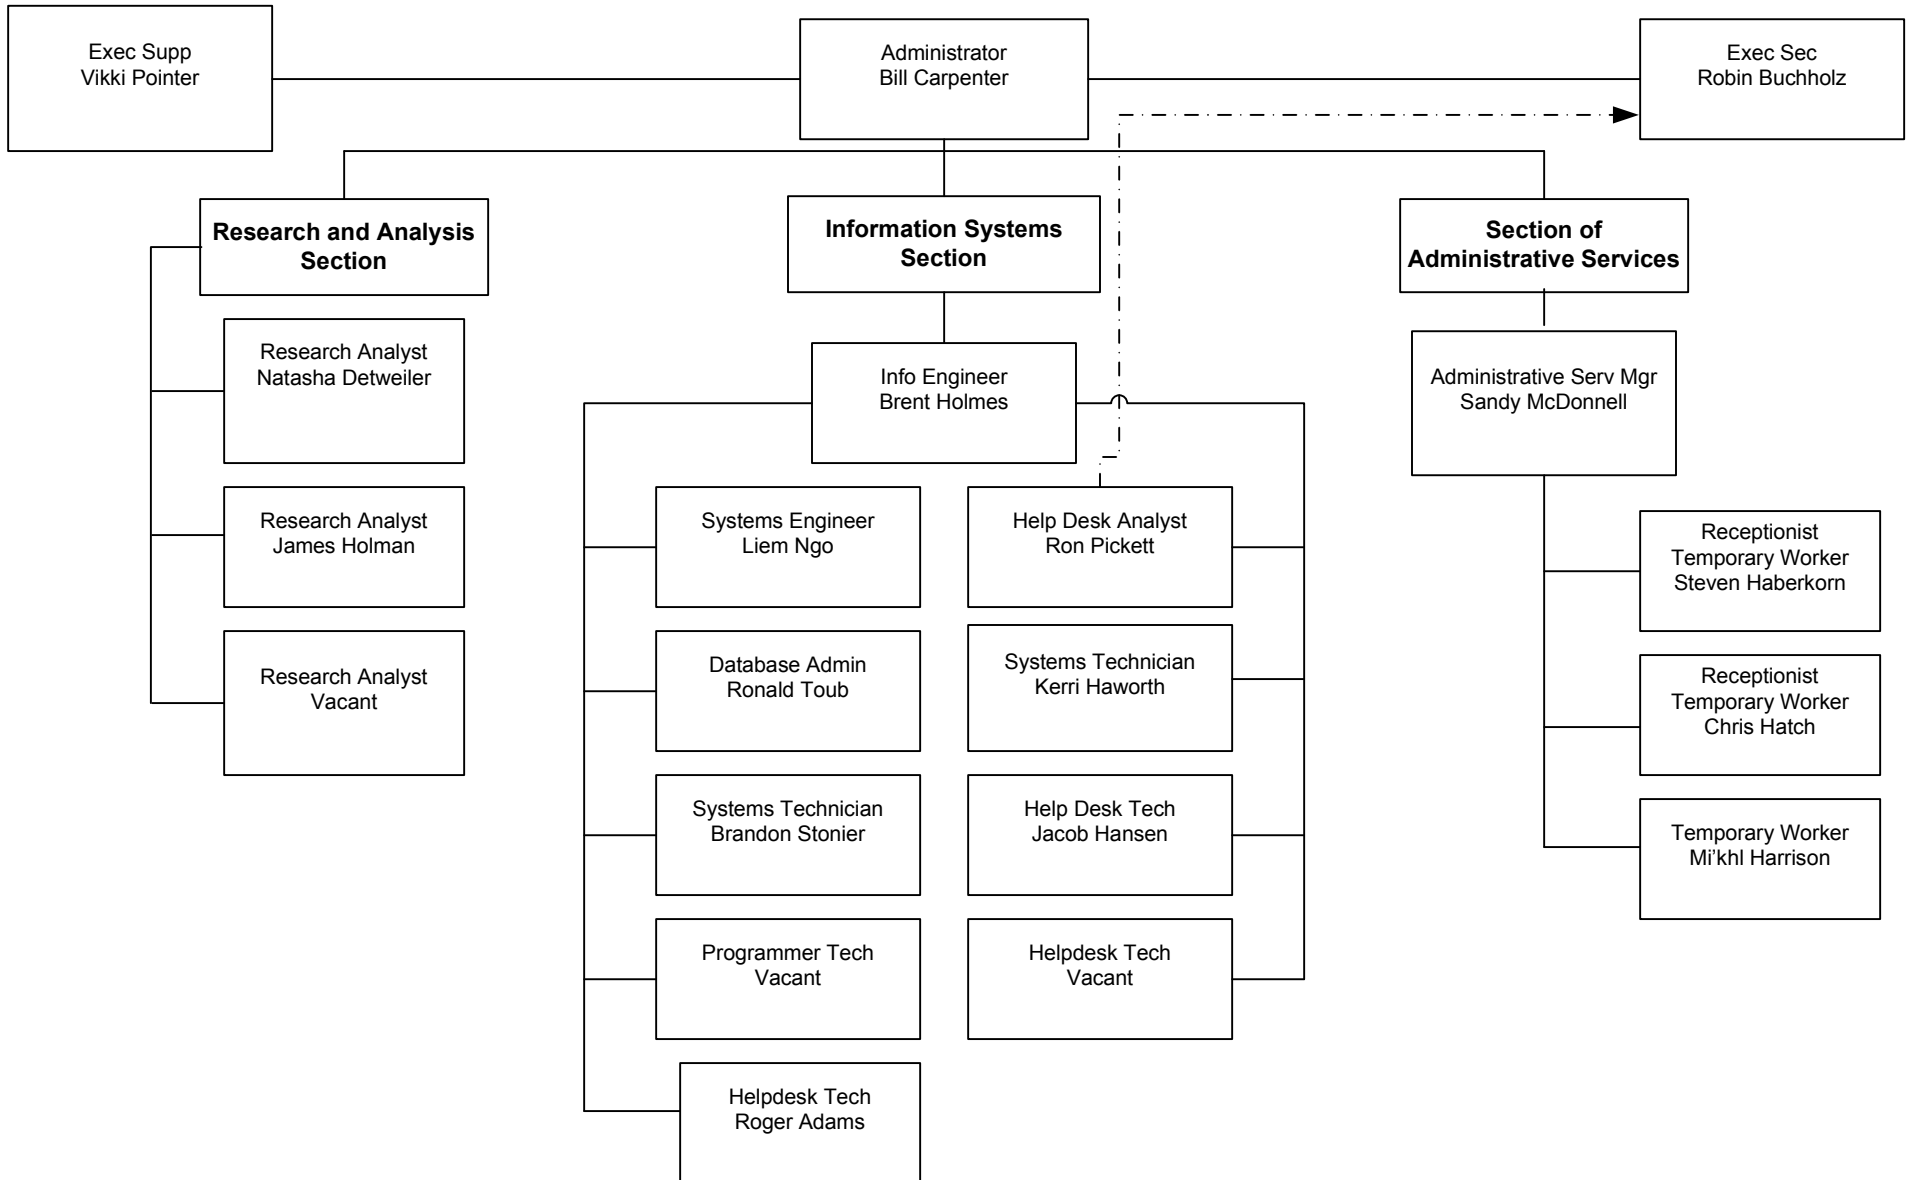 Exec Supp
Vikki Pointer
Administrator
Bill Carpenter
Exec Sec
Robin Buchholz
Research and Analysis
Section
Information Systems
Section
Section of
Administrative Services
Research Analyst
Natasha Detweiler
Research Analyst
James Holman
Research Analyst
Vacant
Info Engineer
Brent Holmes
Systems Engineer
Liem Ngo
Database Admin
Ronald Toub
Systems Technician
Brandon Stonier
Programmer Tech
Vacant
Helpdesk Tech
Roger Adams
Help Desk Analyst
Ron Pickett
Systems Technician
Kerri Haworth
Help Desk Tech
Jacob Hansen
Helpdesk Tech
Vacant
Administrative Serv Mgr
Sandy McDonnell
Receptionist
Temporary Worker
Steven Haberkorn
Receptionist
Temporary Worker
Chris Hatch
Temporary Worker
Mi’khl Harrison